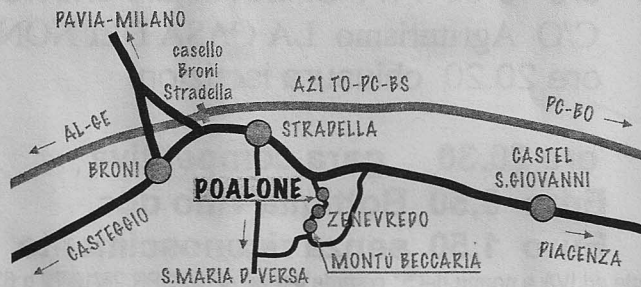 PAVIA-MILANO
casello
Broni
Stradella
A21 TO-PC-BS
PC-BO
AL-GE
STRADELLA
BRONI
CASTEL
S.GIOVANNI
POALONE
ZENEVREDO
CASTEGGIO
PIACENZA
MONTÙ BECCARIA
S.MARIA D. VERSA